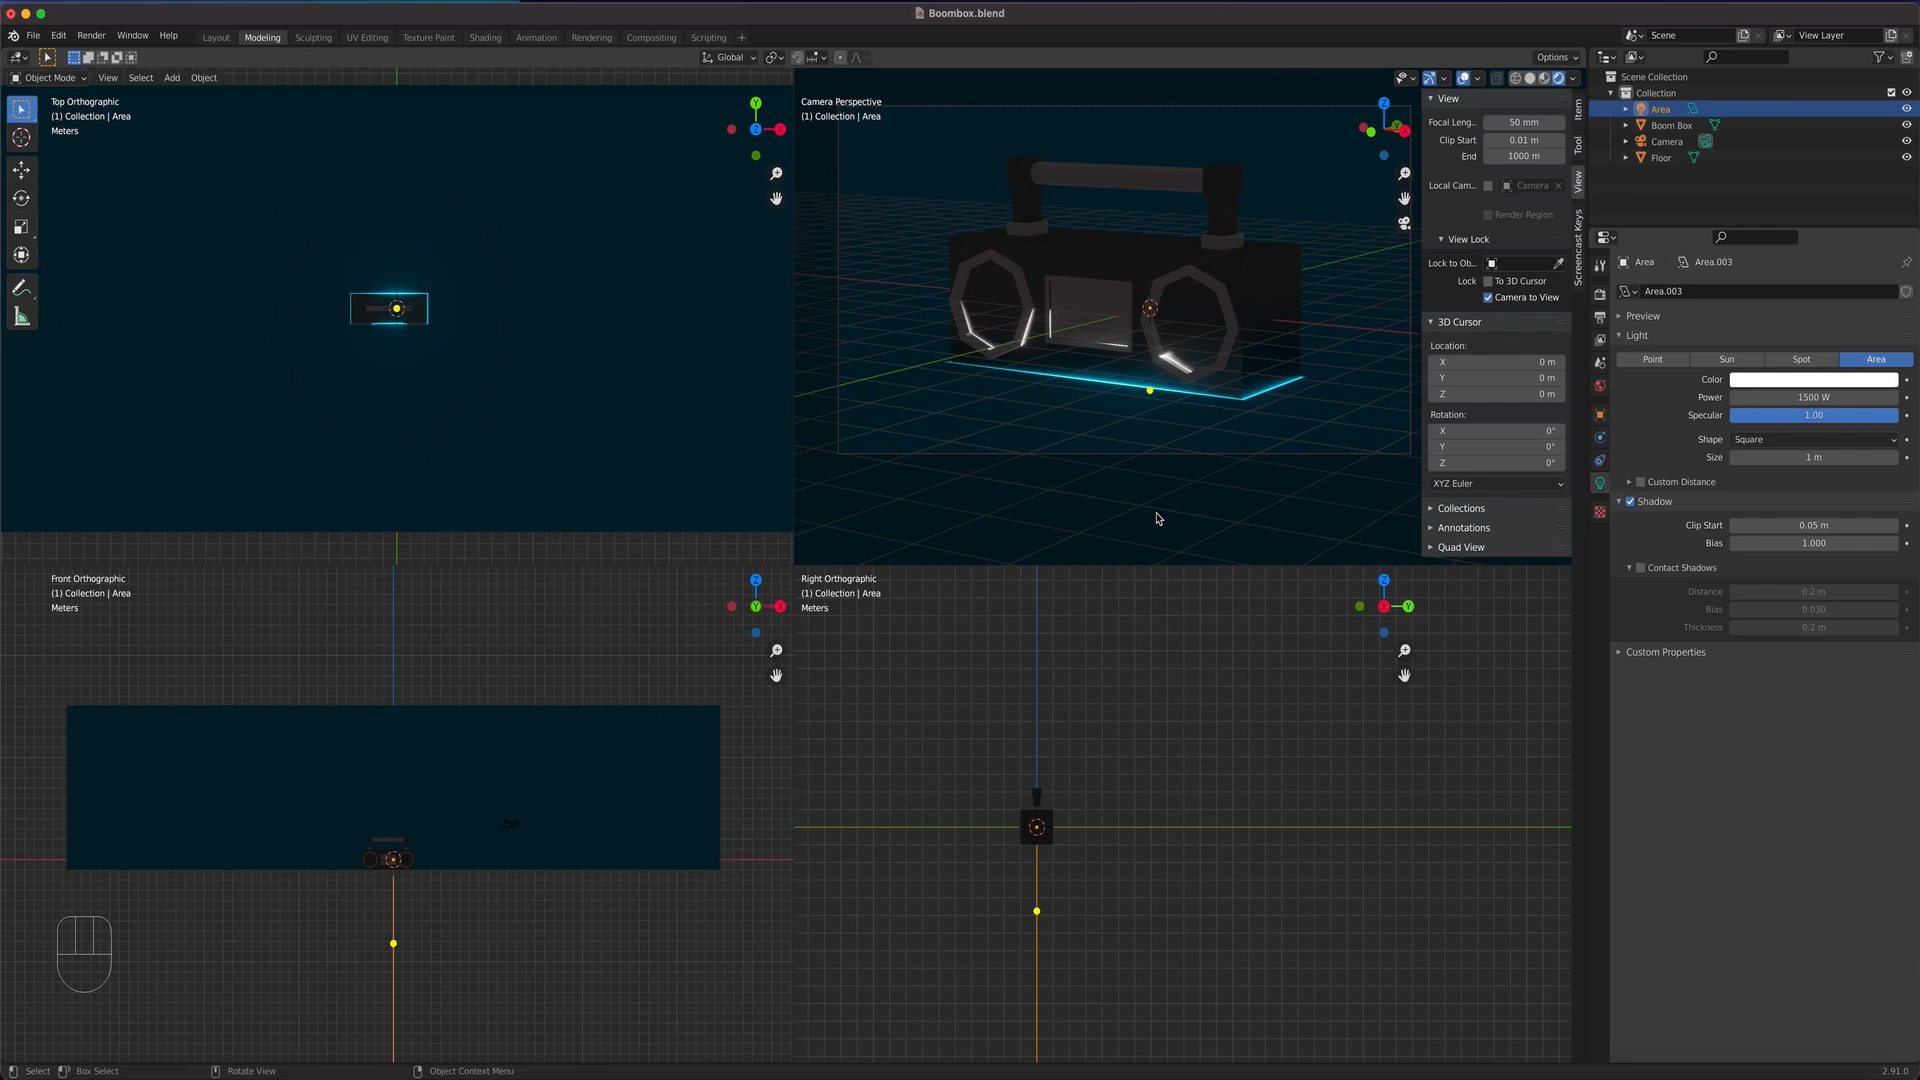 Boombox.blend
File Edit Render Window Help
Layout Modeling Sculpting UV Editing Texture Paint Shading Animation Rendering Compositing Scripting +
Scene
View Layer
Global
Options
Object Mode View Select Add Object
Top Orthographic
(1) Collection | Area
Meters
Y
Z
X
Camera Perspective
(1) Collection | Area
Z
Y
X
View
Focal Leng.. 50 mm
Clip Start 0.01 m
End 1000 m
Local Cam.. Camera
Render Region
View Lock
Lock to Ob..
Lock To 3D Cursor
Camera to View
3D Cursor
Location:
X 0 m
Y 0 m
Z 0 m
Rotation:
X 0°
Y 0°
Z 0°
XYZ Euler
Collections
Annotations
Quad View
Item
Tool
View
Screencast Keys
Front Orthographic
(1) Collection | Area
Meters
Z
Y
X
Right Orthographic
(1) Collection | Area
Meters
Z
X
Y
Scene Collection
Collection
Area
Boom Box
Camera
Floor
Area Area.003
Area.003
Preview
Light
Point Sun Spot Area
Color
Power 1500 W
Specular 1.00
Shape Square
Size 1 m
Custom Distance
Shadow
Clip Start 0.05 m
Bias 1.000
Contact Shadows
Distance 0.2 m
Bias 0.030
Thickness 0.2 m
Custom Properties
Select Box Select Rotate View Object Context Menu 2.91.0